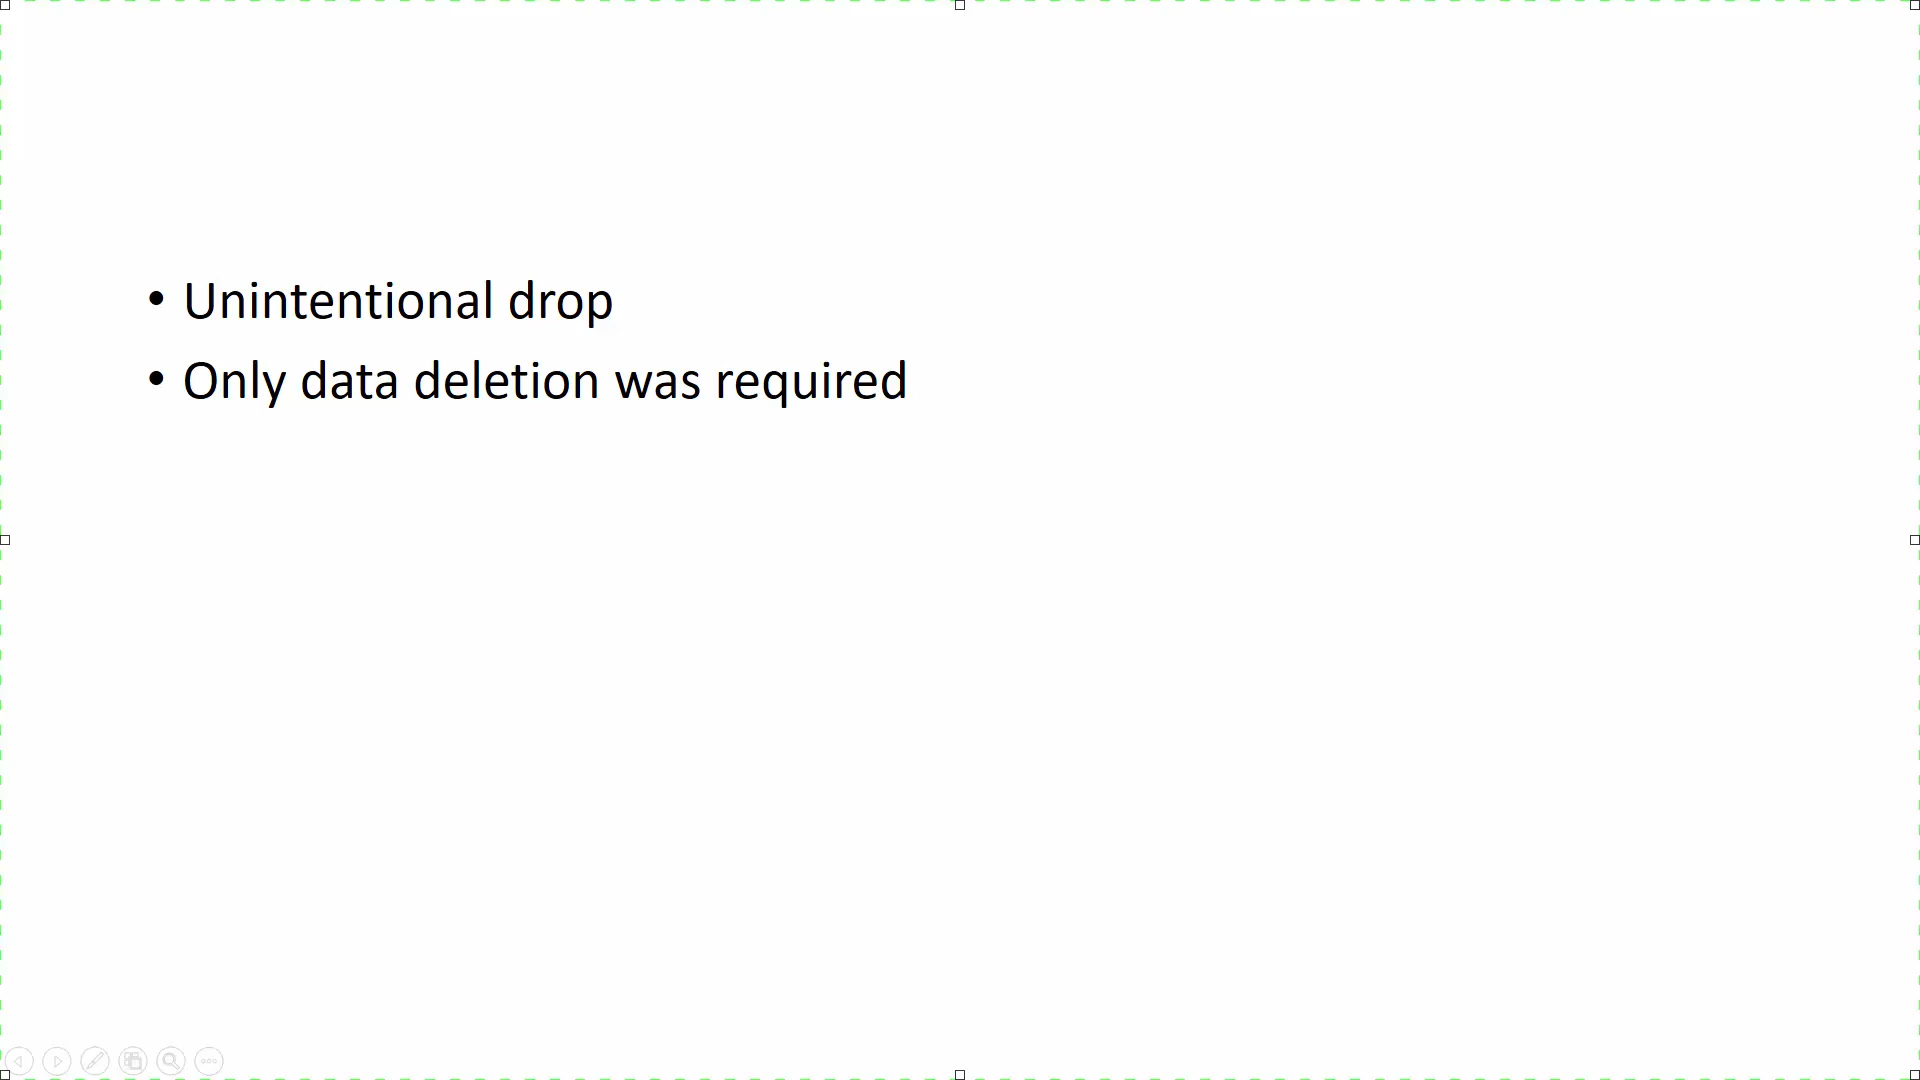 • Unintentional drop
• Only data deletion was required